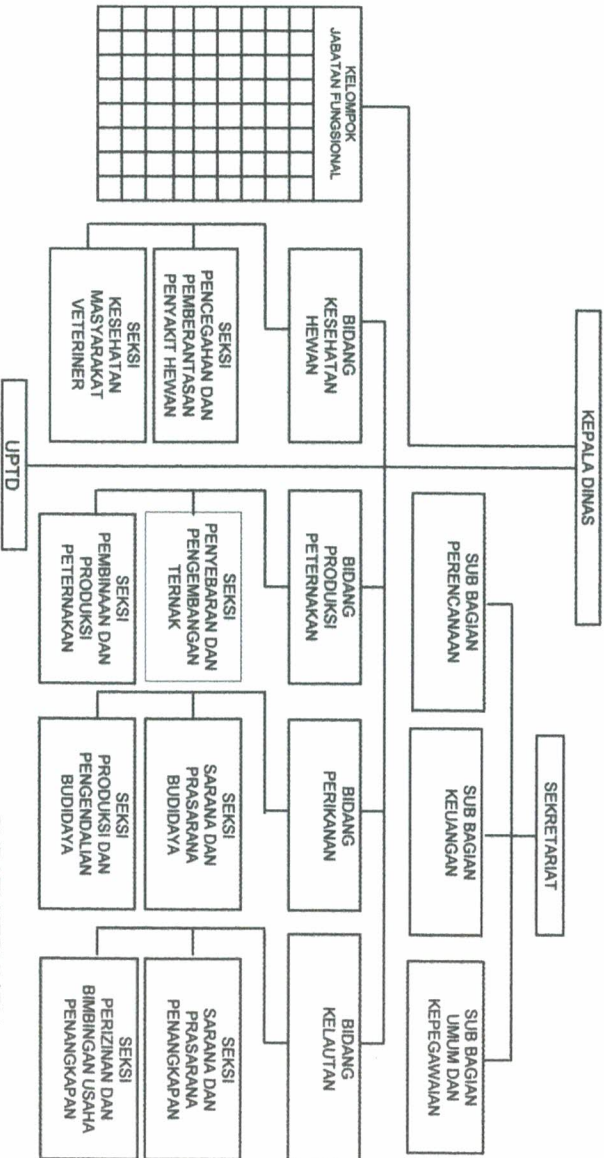 KEPALA DINAS
SEKRETARIAT
KELOMPOK
JABATAN FUNGSIONAL
SUB BAGIAN
PERENCANAAN
SUB BAGIAN
KEUANGAN
SUB BAGIAN
UMUM DAN
KEPEGAWAIAN
BIDANG
KESEHATAN
HEWAN
BIDANG
PRODUKSI
PETERNAKAN
BIDANG
PERIKANAN
BIDANG
KELAUTAN
SEKSI
PENCEGAHAN DAN
PEMBERANTASAN
PENYAKIT HEWAN
SEKSI
PENYEBARAN DAN
PENGEMBANGAN
TERNAK
SEKSI
SARANA DAN
PRASARANA
BUDIDAYA
SEKSI
SARANA DAN
PRASARANA
PENANGKAPAN
SEKSI
KESEHATAN
MASYARAKAT
VETERINER
SEKSI
PEMBINAAN DAN
PRODUKSI
PETERNAKAN
SEKSI
PRODUKSI DAN
PENGENDALIAN
BUDIDAYA
SEKSI
PERIZINAN DAN
BIMBINGAN USAHA
PENANGKAPAN
UPTD